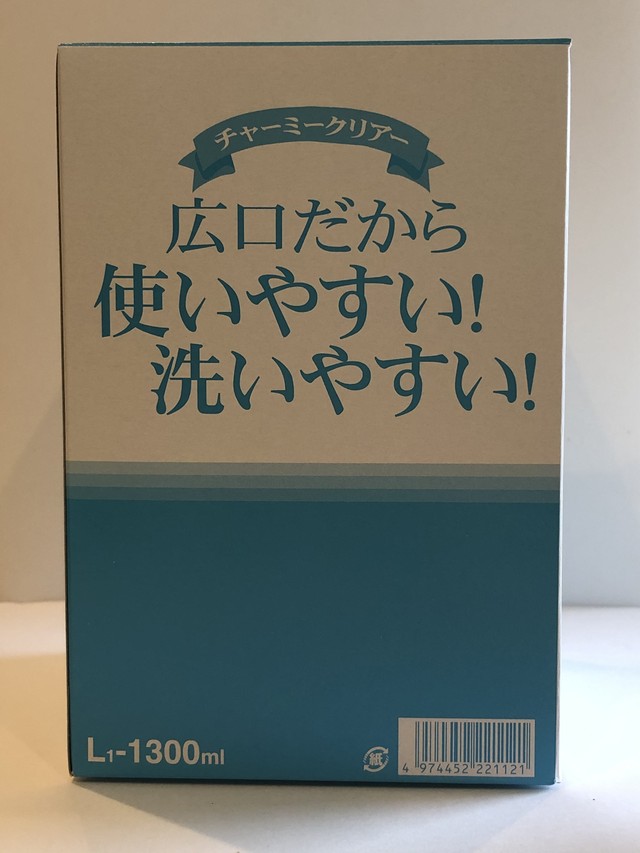 チャーミークリアー
広口だから
使いやすい!
洗いやすい!
L1-1300ml
紙
4 974452 221121